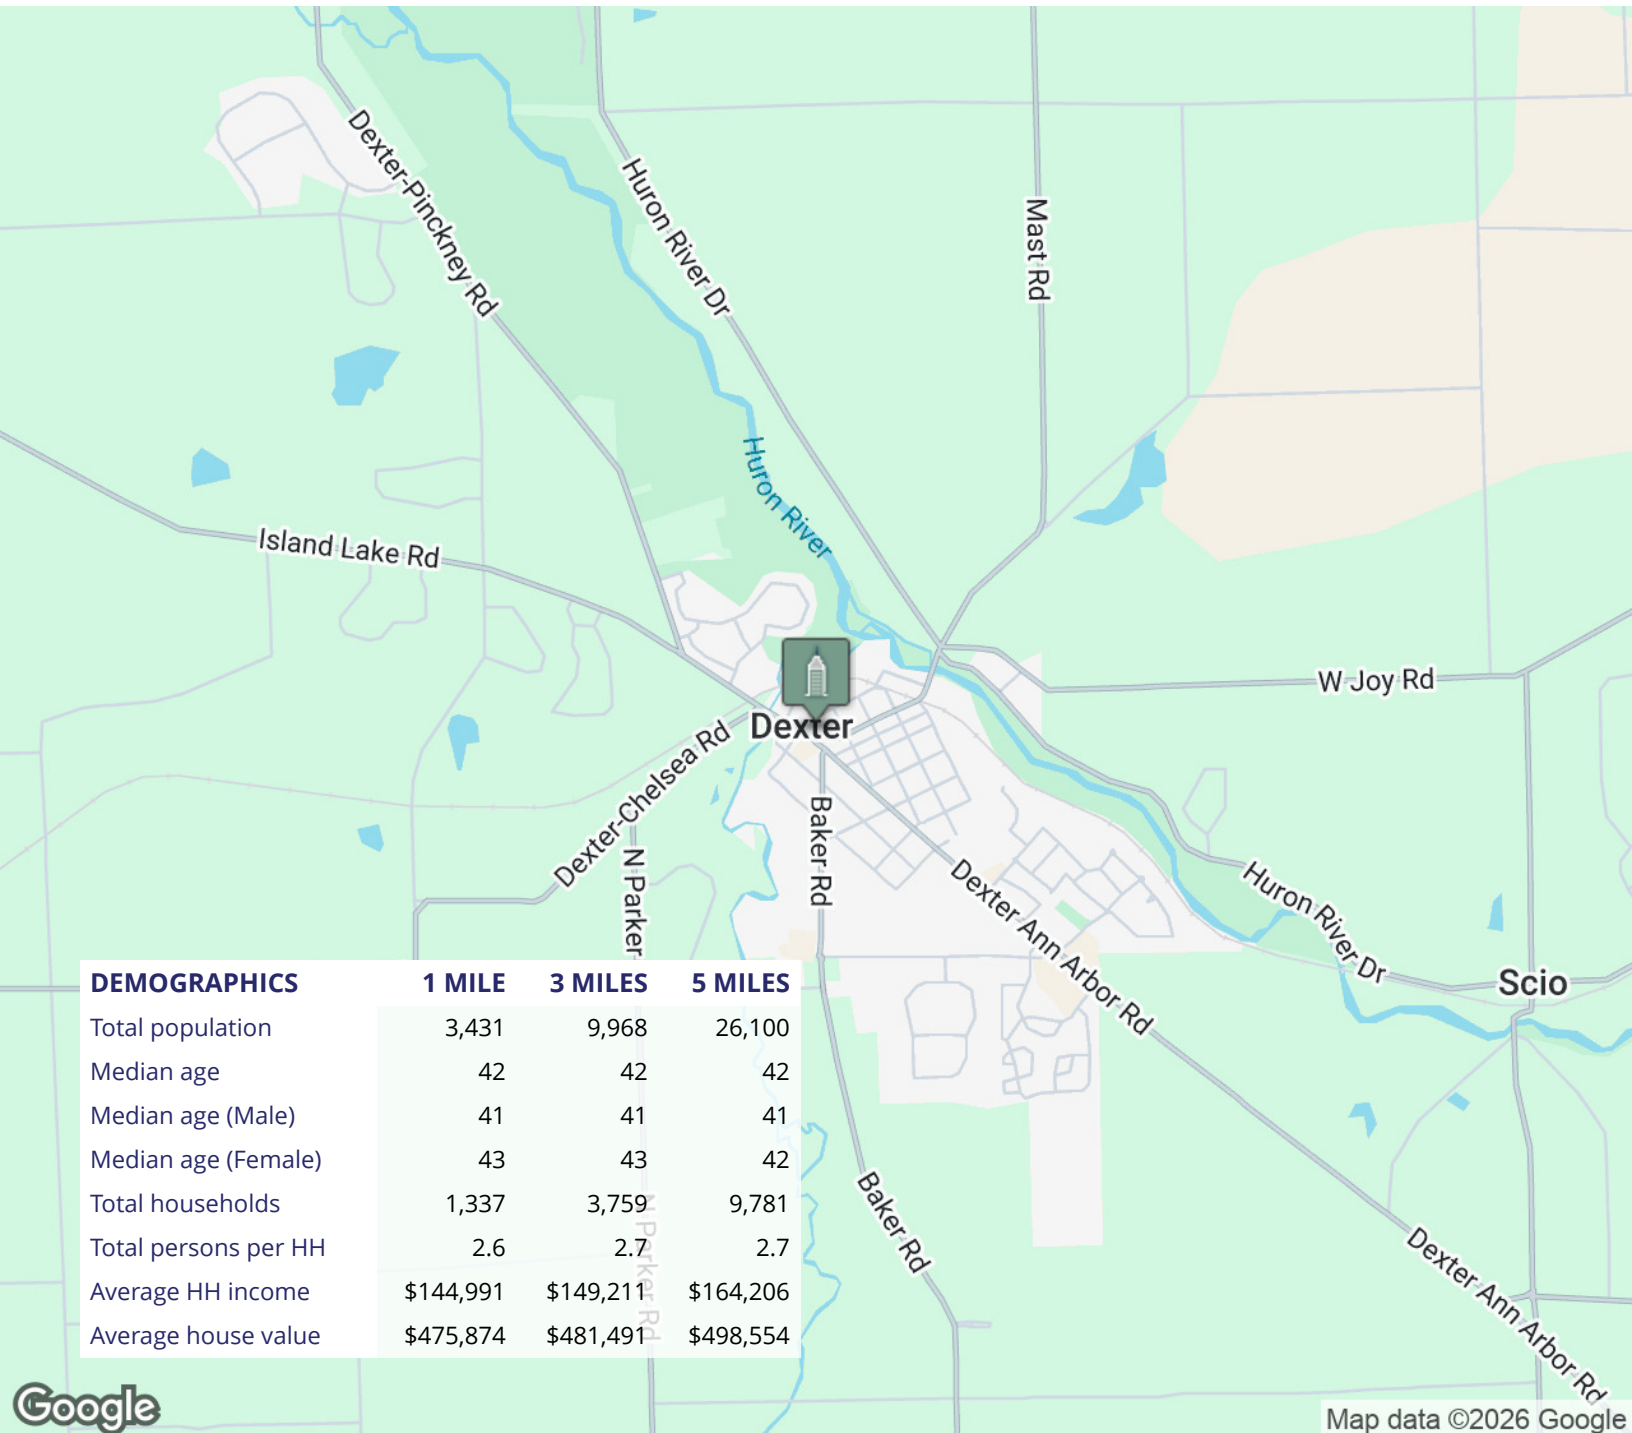 Dexter-Pinckney Rd
Huron River Dr
Mast Rd
Huron River
Island Lake Rd
W Joy Rd
Dexter
Dexter-Chelsea Rd
Baker Rd
N Parker
Dexter Ann Arbor Rd
Huron River Dr
Scio
DEMOGRAPHICS 1 MILE 3 MILES 5 MILES
Total population 3,431 9,968 26,100
Median age 42 42 42
Median age (Male) 41 41 41
Median age (Female) 43 43 42
Total households 1,337 3,759 9,781
Total persons per HH 2.6 2.7 2.7
Average HH income $144,991 $149,211 $164,206
Average house value $475,874 $481,491 $498,554
N Parker Rd
Baker Rd
Dexter Ann Arbor Rd
Google
Map data ©2026 Google